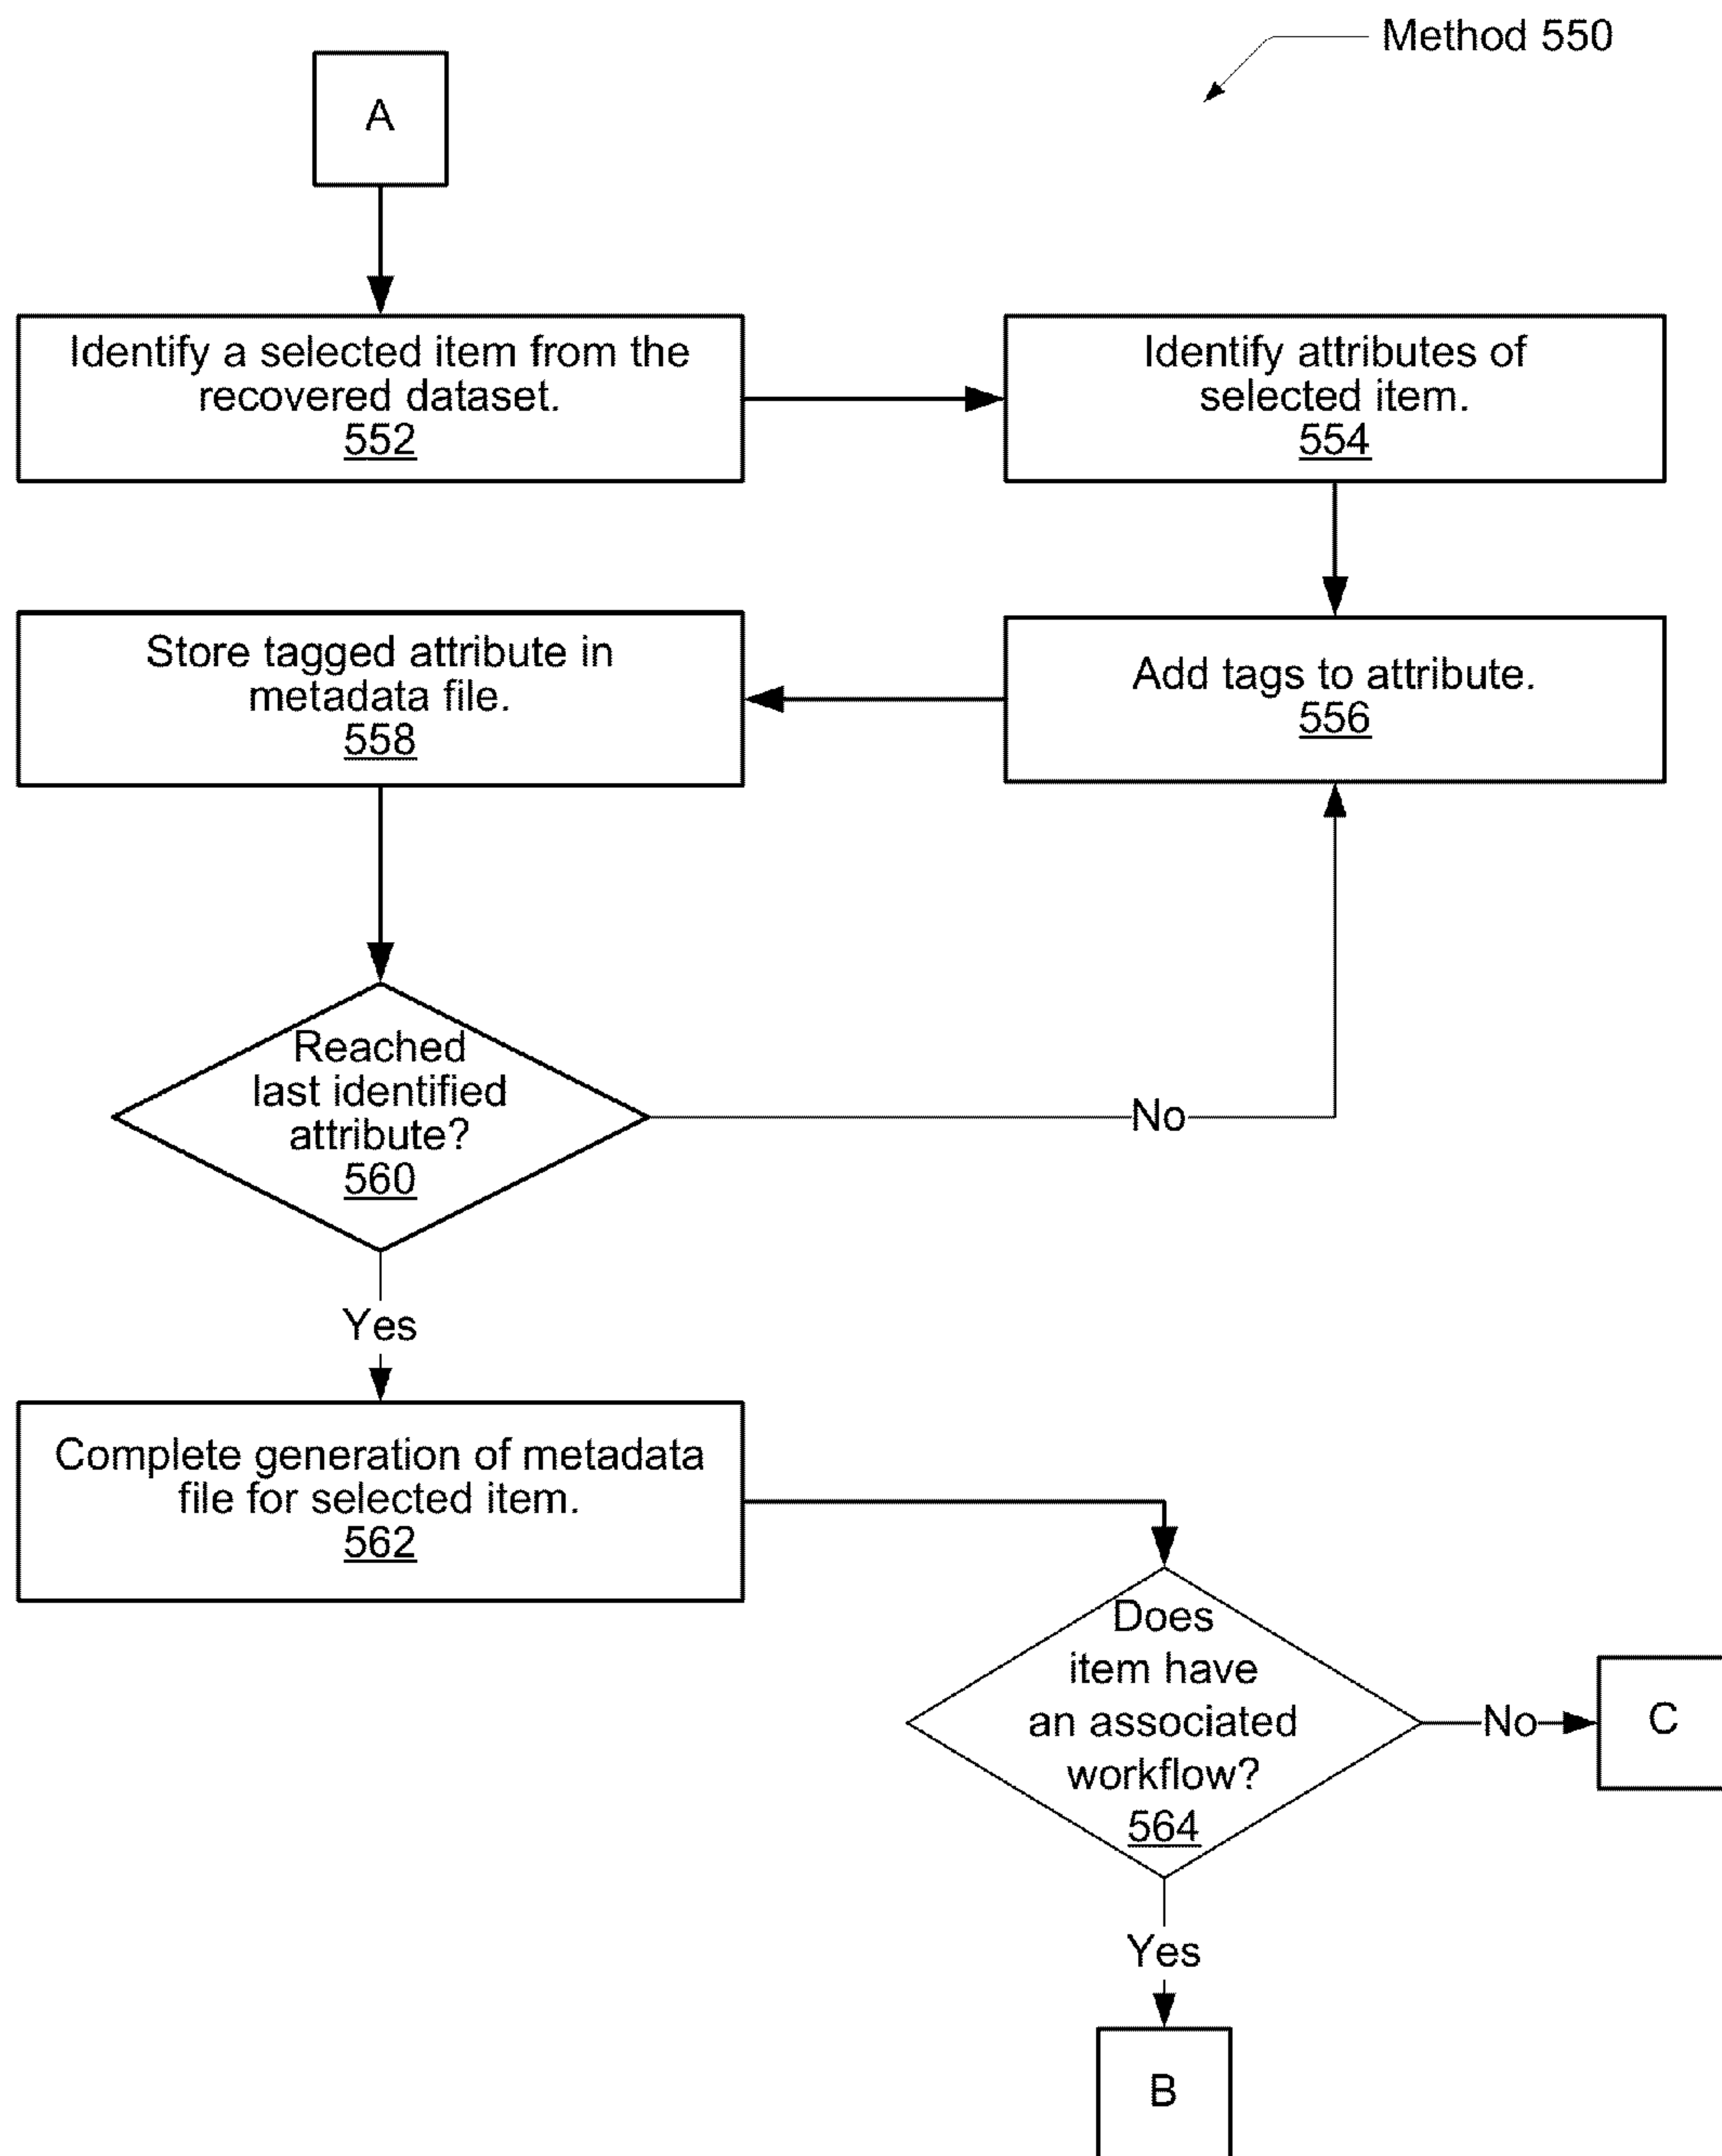 Method 550
A
Identify a selected item from the
recovered dataset.
552
Identify attributes of
selected item.
554
Store tagged attribute in
metadata file.
558
Add tags to attribute.
556
Reached
last identified
attribute?
560
No
Yes
Complete generation of metadata
file for selected item.
562
Does
item have
an associated
workflow?
564
No
C
Yes
B